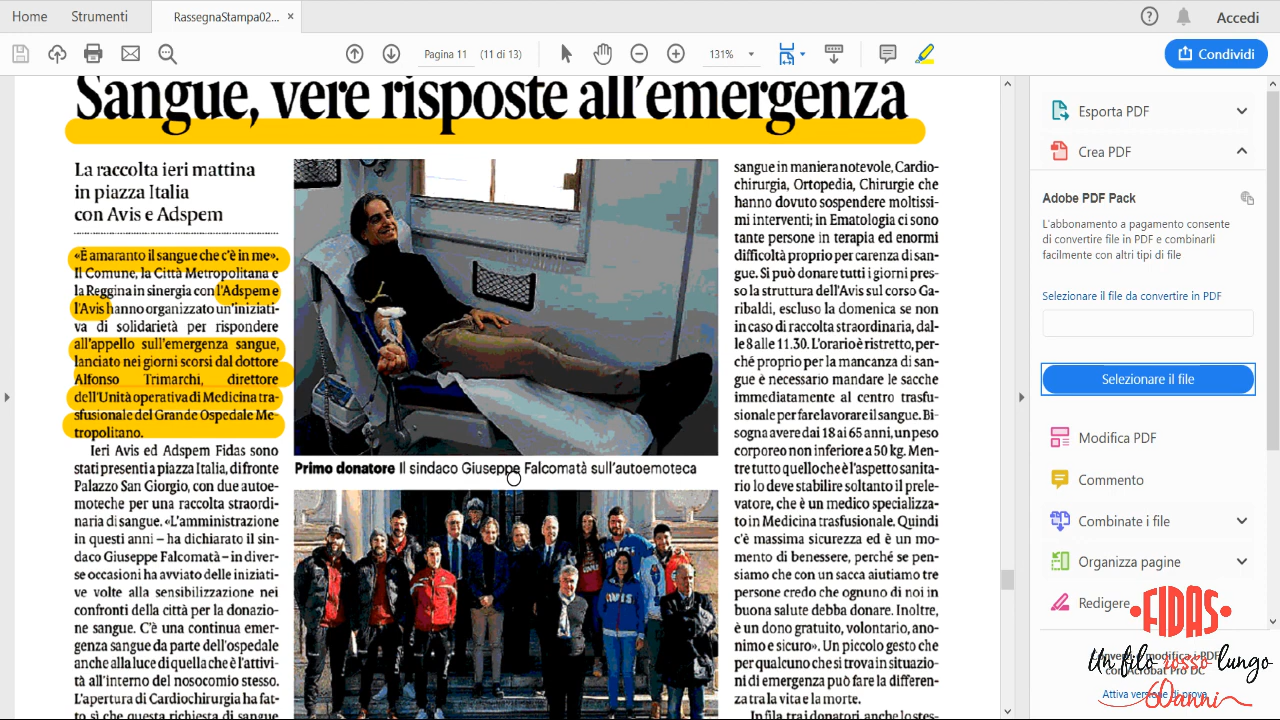 Home
Strumenti
RassegnaStampa02... ×
Accedi
Pagina 11 (11 di 13)
131%
Condividi
Sangue, vere risposte all'emergenza
La raccolta ieri mattina
in piazza Italia
con Avis e Adspem
«È amaranto il sangue che c'è in me».
Il Comune, la Città Metropolitana e
la Reggina in sinergia con l'Adspem e
l'Avis hanno organizzato un'iniziati-
va di solidarietà per rispondere
all'appello sull'emergenza sangue,
lanciato nei giorni scorsi dal dottore
Alfonso Trimarchi, direttore
dell'Unità operativa di Medicina tra-
sfusionale del Grande Ospedale Me-
tropolitano.
Ieri Avis ed Adspem Fidas sono
stati presenti a piazza Italia, di fronte
Palazzo San Giorgio, con due autoe-
moteche per una raccolta straordi-
naria di sangue. «L'amministrazione
in questi anni – ha dichiarato il sin-
daco Giuseppe Falcomatà – in diver-
se occasioni ha avviato delle iniziati-
ve volte alla sensibilizzazione nei
confronti della città per la donazio-
ne sangue. C'è una continua emer-
genza sangue da parte dell'ospedale
anche alla luce di quella che è l'attivi-
tà all'interno del nosocomio stesso.
L'apertura di Cardiochirurgia ha fat-
to sì che questa richiesta di sangue
Primo donatore Il sindaco Giuseppe Falcomatà sull'autoemoteca
sangue in maniera notevole, Cardio-
chirurgia, Ortopedia, Chirurgie che
hanno dovuto sospendere moltissi-
mi interventi; in Ematologia ci sono
tante persone in terapia ed enormi
difficoltà proprio per carenza di san-
gue. Si può donare tutti i giorni pres-
so la struttura dell'Avis sul corso Ga-
ribaldi, escluso la domenica se non
in caso di raccolta straordinaria, dal-
le 8 alle 11.30. L'orario è ristretto, per-
ché proprio per la mancanza di san-
gue è necessario mandare le sacche
immediatamente al centro trasfu-
sionale per fare lavorare il sangue. Bi-
sogna avere dai 18 ai 65 anni, un peso
corporeo non inferiore a 50 kg. Men-
tre tutto quello che è l'aspetto sanita-
rio lo deve stabilire soltanto il prele-
vatore, che è un medico specializza-
to in Medicina trasfusionale. Quindi
c'è massima sicurezza ed è un mo-
mento di benessere, perché se pen-
siamo che con un sacca aiutiamo tre
persone credo che ognuno di noi in
buona salute debba donare. Inoltre,
è un dono gratuito, volontario, ano-
nimo e sicuro». Un piccolo gesto che
per qualcuno che si trova in situazio-
ni di emergenza può fare la differen-
za tra la vita e la morte.
In fila tra i donatori, anche lo stes-
Esporta PDF
Crea PDF
Adobe PDF Pack
L'abbonamento a pagamento consente
di convertire file in PDF e combinarli
facilmente con altri tipi di file
Selezionare il file da convertire in PDF
Selezionare il file
Modifica PDF
Commento
Combinate i file
Organizza pagine
Redigere
FIDAS
Un filo rosso lungo
60anni
Attiva versione di prova